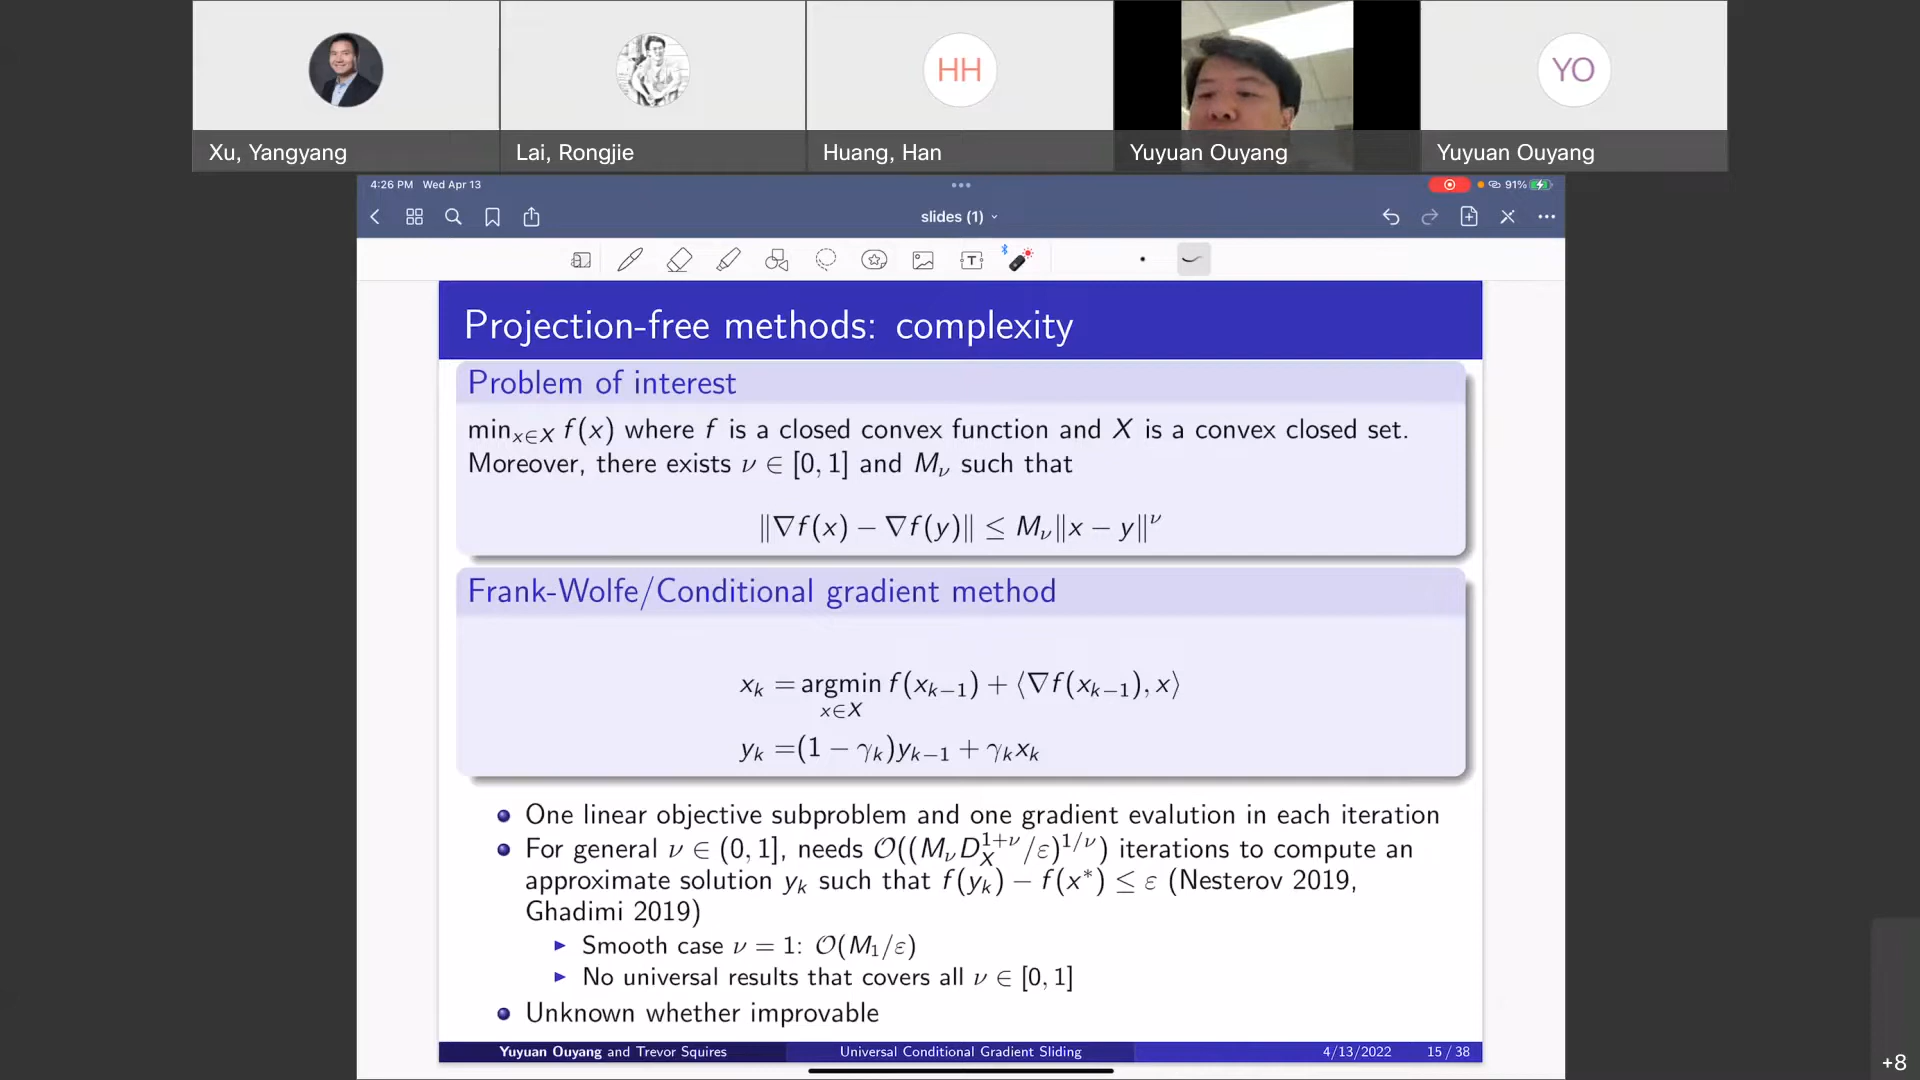 HH
YO
Xu, Yangyang
Lai, Rongjie
Huang, Han
Yuyuan Ouyang
Yuyuan Ouyang
4:26 PM Wed Apr 13
91%
slides (1)
T
Projection-free methods: complexity
Problem of interest
min_{x∈X} f(x) where f is a closed convex function and X is a convex closed set.
Moreover, there exists ν ∈ [0, 1] and M_ν such that
‖∇f(x) − ∇f(y)‖ ≤ M_ν‖x − y‖^ν
Frank-Wolfe/Conditional gradient method
x_k = argmin f(x_{k−1}) + ⟨∇f(x_{k−1}), x⟩
x∈X
y_k =(1 − γ_k)y_{k−1} + γ_k x_k
One linear objective subproblem and one gradient evalution in each iteration
For general ν ∈ (0, 1], needs 𝒪((M_ν D_X^{1+ν}/ε)^{1/ν}) iterations to compute an
approximate solution y_k such that f(y_k) − f(x*) ≤ ε (Nesterov 2019,
Ghadimi 2019)
Smooth case ν = 1: 𝒪(M_1/ε)
No universal results that covers all ν ∈ [0, 1]
Unknown whether improvable
Yuyuan Ouyang and Trevor Squires Universal Conditional Gradient Sliding 4/13/2022 15 / 38
+8